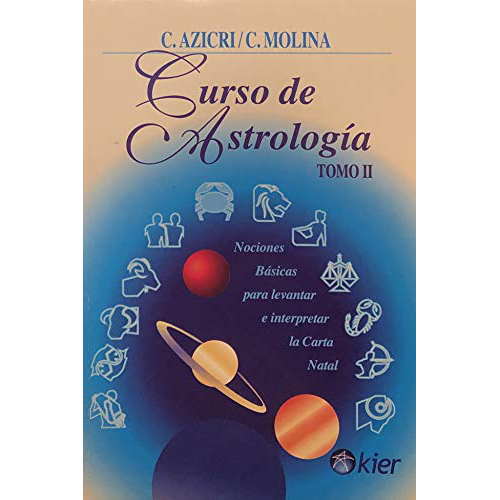 C. AZICRI/C. MOLINA
Curso de
Astrología
TOMO II
Nociones
Básicas
para levantar
e interpretar
la Carta
Natal
kier